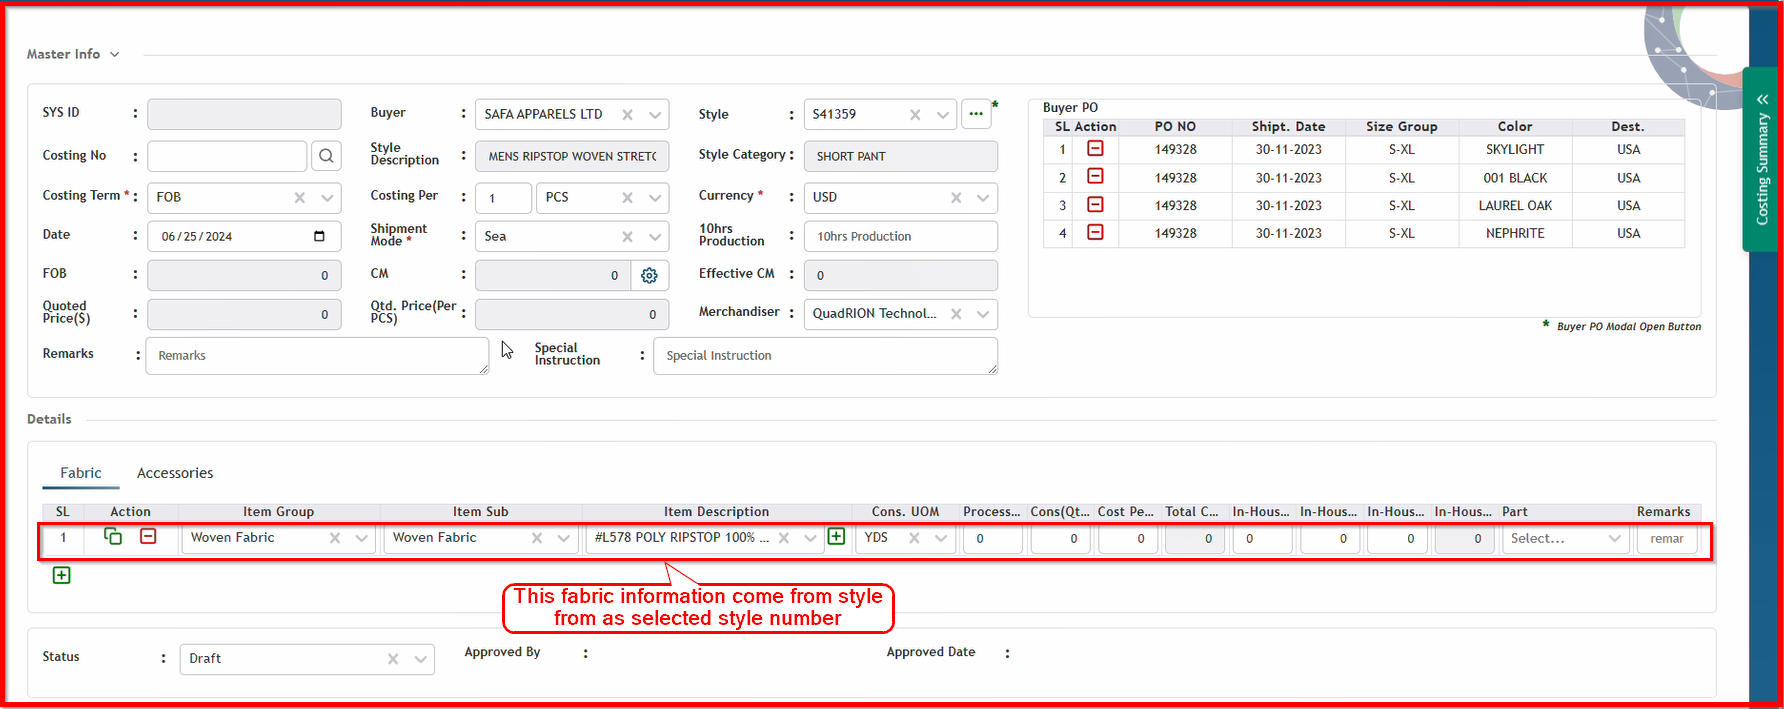 Master Info
SYS ID :
Buyer : SAFA APPARELS LTD
Style : S41359 ... *
Costing No :
Style Description : MENS RIPSTOP WOVEN STRETC
Style Category : SHORT PANT
Costing Term * : FOB
Costing Per : 1 PCS
Currency * : USD
Date : 06/25/2024
Shipment Mode * : Sea
10hrs Production : 10hrs Production
FOB : 0
CM : 0
Effective CM : 0
Quoted Price($) : 0
Qtd. Price(Per PCS) : 0
Merchandiser : QuadRION Technol...
Remarks : Remarks
Special Instruction : Special Instruction
Buyer PO
SL Action PO NO Shipt. Date Size Group Color Dest.
1 149328 30-11-2023 S-XL SKYLIGHT USA
2 149328 30-11-2023 S-XL 001 BLACK USA
3 149328 30-11-2023 S-XL LAUREL OAK USA
4 149328 30-11-2023 S-XL NEPHRITE USA
* Buyer PO Modal Open Button
Costing Summary
Details
Fabric Accessories
SL Action Item Group Item Sub Item Description Cons. UOM Process... Cons(Qt... Cost Pe... Total C... In-Hous... In-Hous... In-Hous... In-Hous... Part Remarks
1 Woven Fabric Woven Fabric #L578 POLY RIPSTOP 100% ... YDS 0 0 0 0 0 0 0 0 Select... remar
This fabric information come from style
from as selected style number
Status : Draft
Approved By :
Approved Date :